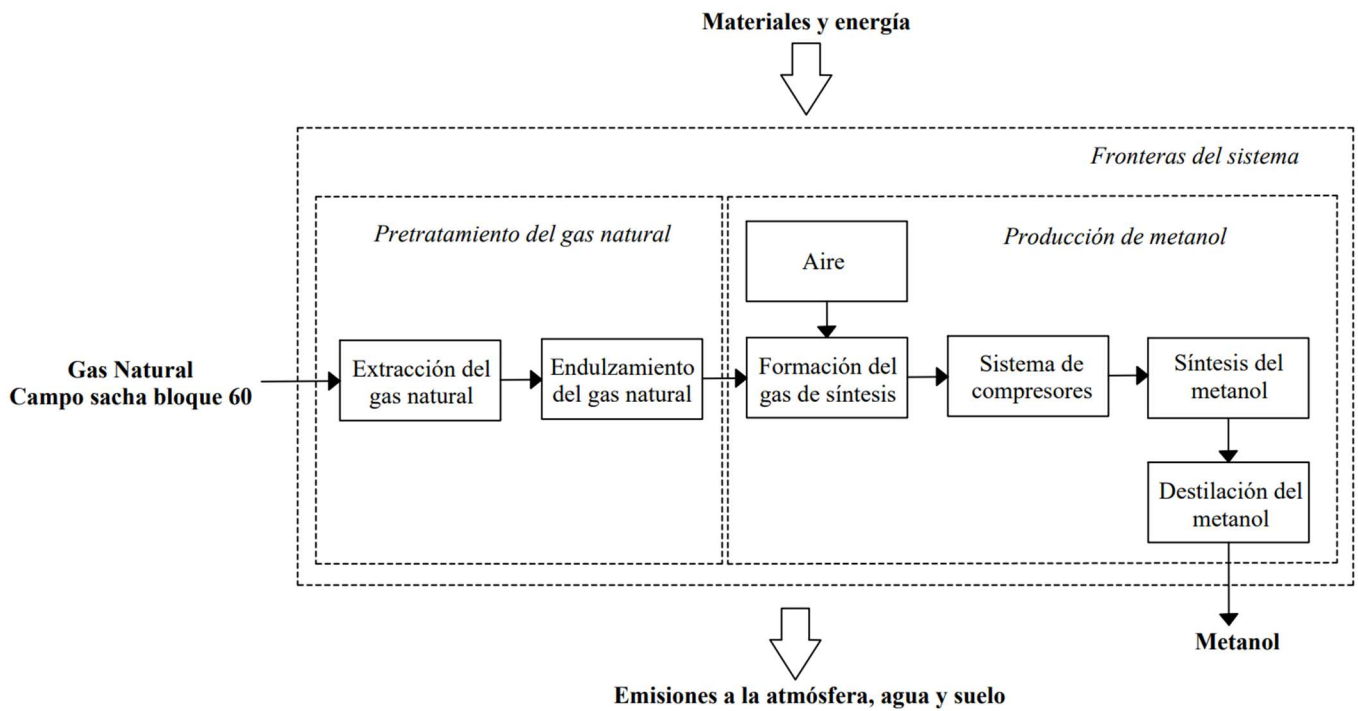 Materiales y energía
Fronteras del sistema
Pretratamiento del gas natural
Producción de metanol
Aire
Gas Natural
Campo sacha bloque 60
Extracción del
gas natural
Endulzamiento
del gas natural
Formación del
gas de síntesis
Sistema de
compresores
Síntesis del
metanol
Destilación del
metanol
Metanol
Emisiones a la atmósfera, agua y suelo